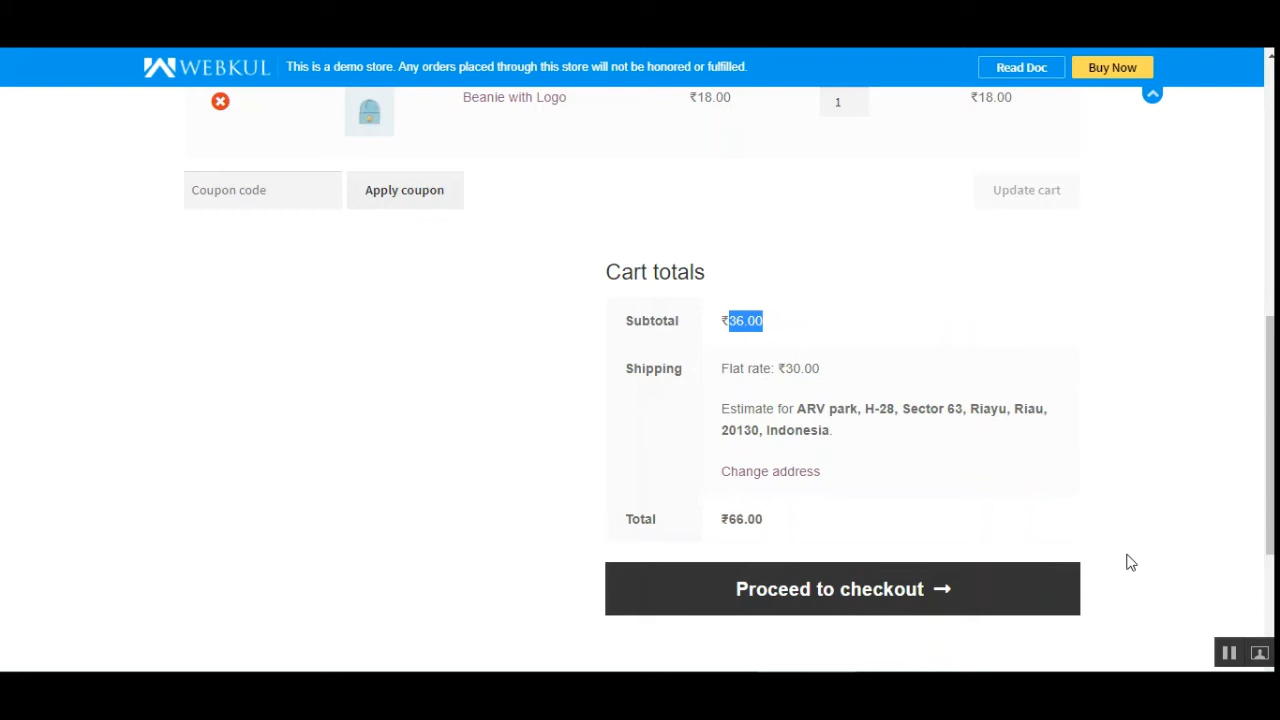 WEBKUL
This is a demo store. Any orders placed through this store will not be honored or fulfilled.
Read Doc
Buy Now
Beanie with Logo
₹18.00
1
₹18.00
Coupon code
Apply coupon
Update cart
Cart totals
Subtotal
₹36.00
Shipping
Flat rate: ₹30.00
Estimate for ARV park, H-28, Sector 63, Riayu, Riau,
20130, Indonesia.
Change address
Total
₹66.00
Proceed to checkout →